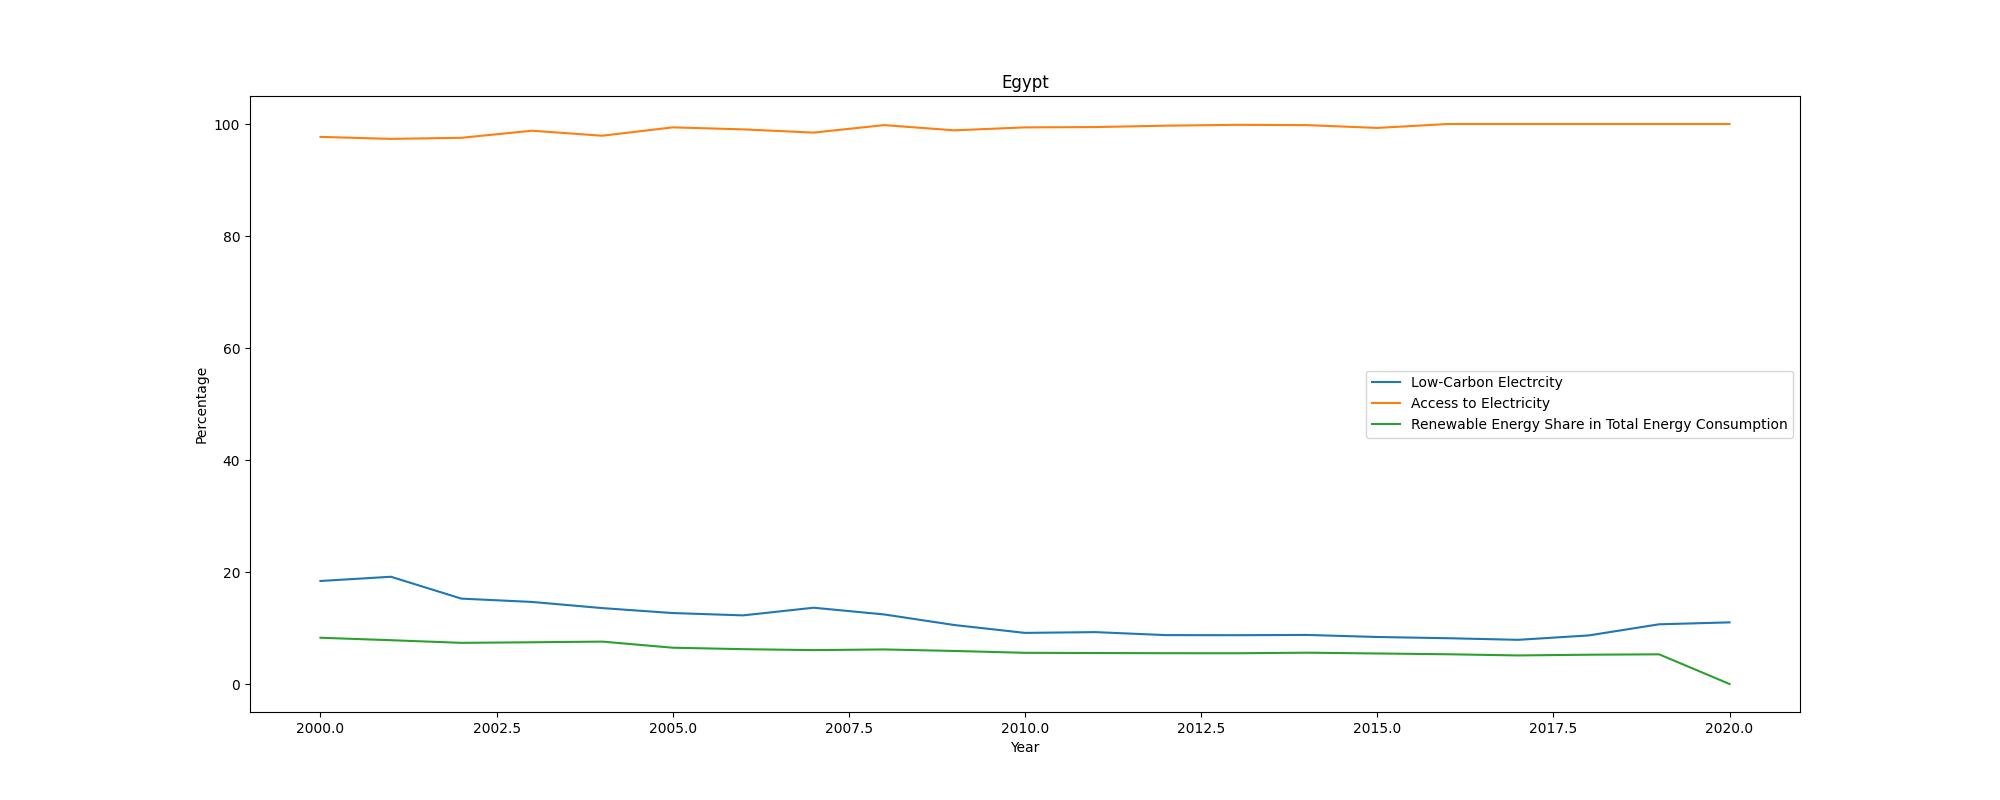 Egypt
100
80
60
40
20
0
Percentage
Low-Carbon Electrcity
Access to Electricity
Renewable Energy Share in Total Energy Consumption
2000.0 2002.5 2005.0 2007.5 2010.0 2012.5 2015.0 2017.5 2020.0
Year